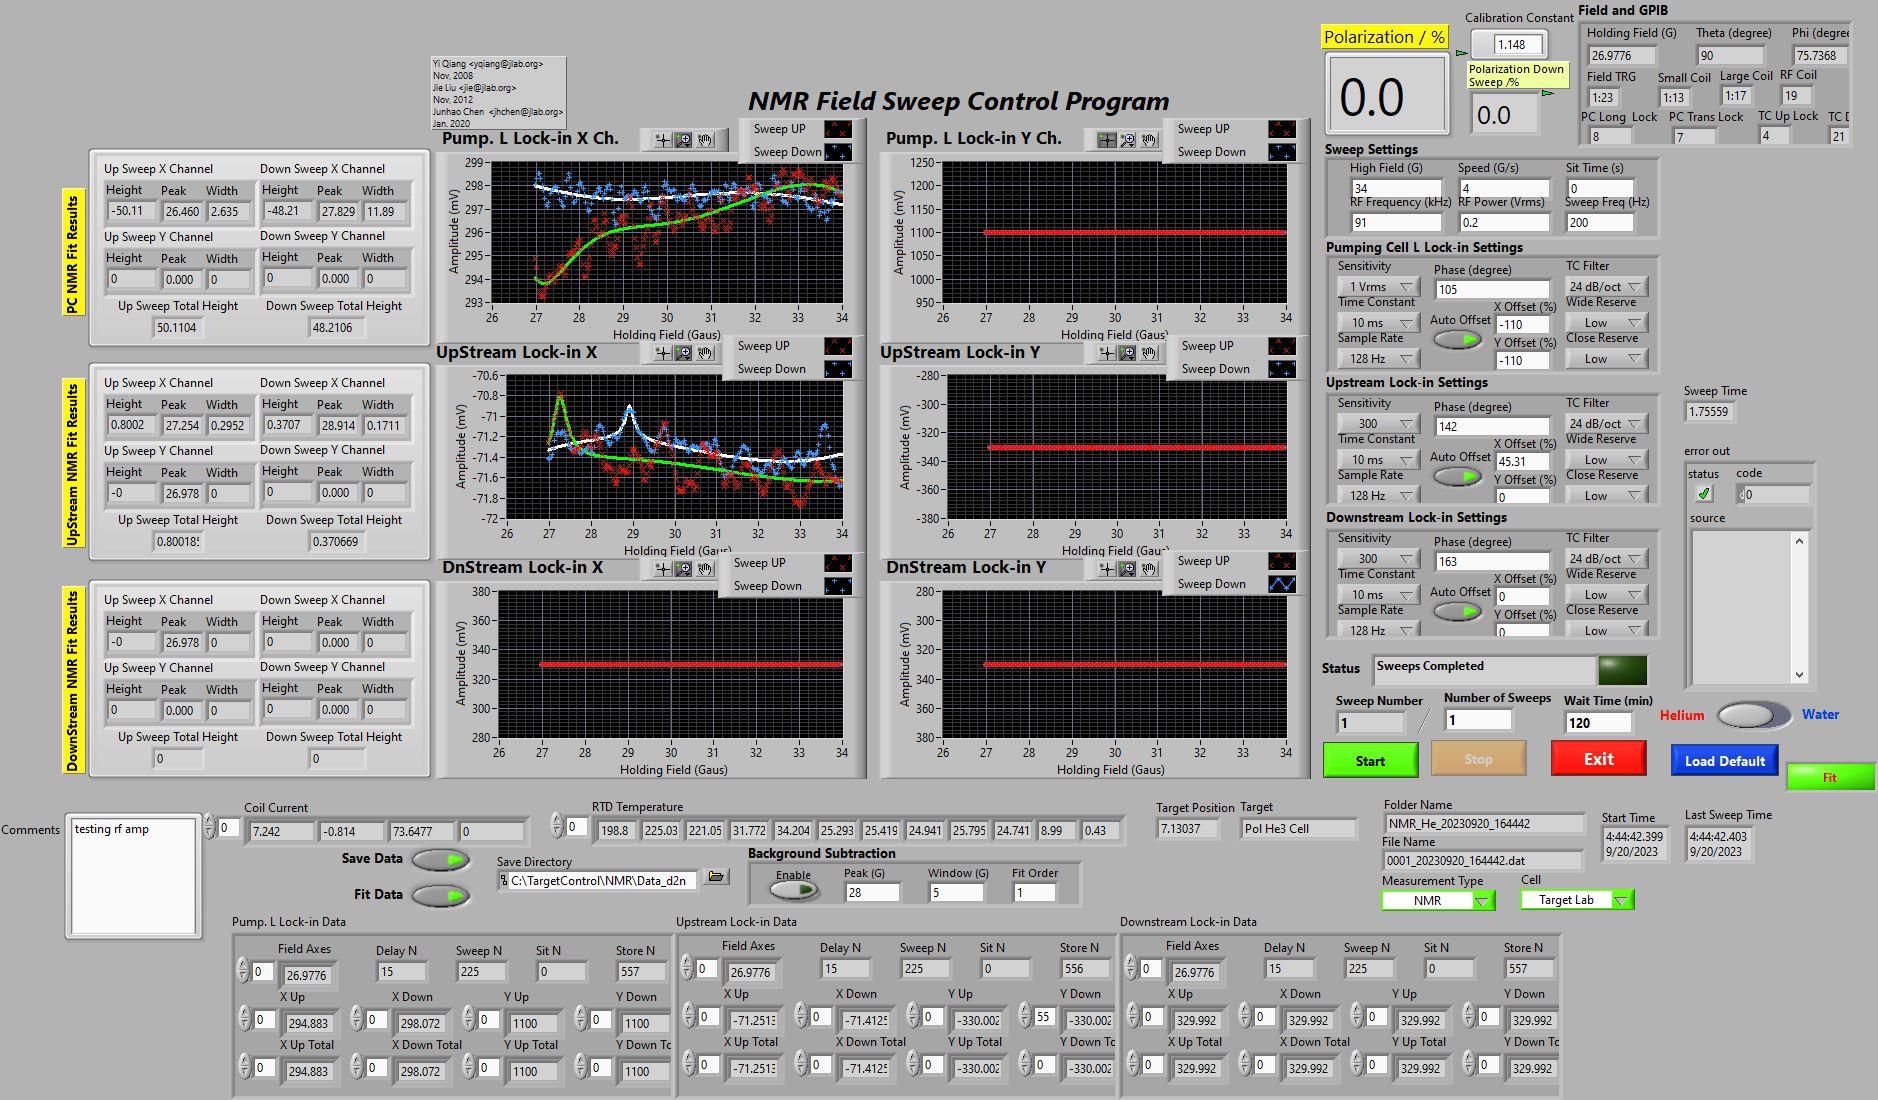 Yi Qiang <yqiang@jlab.org>
Nov, 2008
Jie Liu <jie@jlab.org>
Nov, 2012
Junhao Chen <jhchen@jlab.org>
Jan. 2020
NMR Field Sweep Control Program
Polarization / %
0.0
Calibration Constant
1.148
Polarization Down
Sweep /%
0.0
Field and GPIB
Holding Field (G) Theta (degree) Phi (degree
26.9776 90 75.7368
Field TRG Small Coil Large Coil RF Coil
1:23 1:13 1:17 19
PC Long Lock PC Trans Lock TC Up Lock TC D
8 7 4 21
PC NMR Fit Results
Up Sweep X Channel Down Sweep X Channel
Height Peak Width Height Peak Width
-50.11 26.460 2.635 -48.21 27.829 11.89
Up Sweep Y Channel Down Sweep Y Channel
Height Peak Width Height Peak Width
0 0.000 0 0 0.000 0
Up Sweep Total Height Down Sweep Total Height
50.1104 48.2106
UpStream NMR Fit Results
Up Sweep X Channel Down Sweep X Channel
Height Peak Width Height Peak Width
0.8002 27.254 0.2952 0.3707 28.914 0.1711
Up Sweep Y Channel Down Sweep Y Channel
Height Peak Width Height Peak Width
-0 26.978 0 0 0.000 0
Up Sweep Total Height Down Sweep Total Height
0.80018 0.370669
DownStream NMR Fit Results
Up Sweep X Channel Down Sweep X Channel
Height Peak Width Height Peak Width
-0 26.978 0 0 0.000 0
Up Sweep Y Channel Down Sweep Y Channel
Height Peak Width Height Peak Width
0 0.000 0 0 0.000 0
Up Sweep Total Height Down Sweep Total Height
0 0
Pump. L Lock-in X Ch.
Sweep UP
Sweep Down
Amplitude (mV)
299
298
297
296
295
294
293
26 27 28 29 30 31 32 33 34
Holding Field (Gaus)
Pump. L Lock-in Y Ch.
Sweep UP
Sweep Down
Amplitude (mV)
1250
1200
1150
1100
1050
1000
950
26 27 28 29 30 31 32 33 34
Holding Field (Gaus)
UpStream Lock-in X
Sweep UP
Sweep Down
Amplitude (mV)
-70.6
-70.8
-71
-71.2
-71.4
-71.6
-71.8
-72
26 27 28 29 30 31 32 33 34
Holding Field (Gaus)
UpStream Lock-in Y
Sweep UP
Sweep Down
Amplitude (mV)
-280
-300
-320
-340
-360
-380
26 27 28 29 30 31 32 33 34
Holding Field (Gaus)
DnStream Lock-in X
Sweep UP
Sweep Down
Amplitude (mV)
380
360
340
320
300
280
26 27 28 29 30 31 32 33 34
Holding Field (Gaus)
DnStream Lock-in Y
Sweep UP
Sweep Down
Amplitude (mV)
280
300
320
340
360
380
26 27 28 29 30 31 32 33 34
Holding Field (Gaus)
Sweep Settings
High Field (G) Speed (G/s) Sit Time (s)
34 4 0
RF Frequency (kHz) RF Power (Vrms) Sweep Freq (Hz)
91 0.2 200
Pumping Cell L Lock-in Settings
Sensitivity Phase (degree) TC Filter
1 Vrms 105 24 dB/oct
Time Constant X Offset (%) Wide Reserve
10 ms Auto Offset -110 Low
Sample Rate Y Offset (%) Close Reserve
128 Hz -110 Low
Upstream Lock-in Settings
Sensitivity Phase (degree) TC Filter
300 142 24 dB/oct
Time Constant X Offset (%) Wide Reserve
10 ms Auto Offset 45.31 Low
Sample Rate Y Offset (%) Close Reserve
128 Hz 0 Low
Downstream Lock-in Settings
Sensitivity Phase (degree) TC Filter
300 163 24 dB/oct
Time Constant X Offset (%) Wide Reserve
10 ms Auto Offset 0 Low
Sample Rate Y Offset (%) Close Reserve
128 Hz 0 Low
Sweep Time
1.75559
error out
status code
0
source
Status Sweeps Completed
Sweep Number Number of Sweeps Wait Time (min)
1 / 1 120
Helium Water
Start Stop Exit Load Default Fit
Comments testing rf amp
Coil Current
0 7.242 -0.814 73.6477 0
RTD Temperature
0 198.8 225.03 221.05 31.772 34.204 25.293 25.419 24.941 25.795 24.741 8.99 0.43
Target Position Target
7.13037 Pol He3 Cell
Folder Name
NMR_He_20230920_164442
File Name
0001_20230920_164442.dat
Start Time Last Sweep Time
4:44:42.399 4:44:42.403
9/20/2023 9/20/2023
Measurement Type Cell
NMR Target Lab
Save Data
Fit Data
Save Directory
C:\TargetControl\NMR\Data_d2n
Background Subtraction
Enable Peak (G) Window (G) Fit Order
28 5 1
Pump. L Lock-in Data
Field Axes Delay N Sweep N Sit N Store N
0 26.9776 15 225 0 557
X Up X Down Y Up Y Down
0 294.883 0 298.072 0 1100 0 1100
X Up Total X Down Total Y Up Total Y Down To
0 294.883 0 298.072 0 1100 0 1100
Upstream Lock-in Data
Field Axes Delay N Sweep N Sit N Store N
0 26.9776 15 225 0 556
X Up X Down Y Up Y Down
0 -71.2513 0 -71.4125 0 -330.002 55 -330.002
X Up Total X Down Total Y Up Total Y Down To
0 -71.2513 0 -71.4125 0 -330.002 0 -330.002
Downstream Lock-in Data
Field Axes Delay N Sweep N Sit N Store N
0 26.9776 15 225 0 557
X Up X Down Y Up Y Down
0 329.992 0 329.992 0 329.992 0 329.992
X Up Total X Down Total Y Up Total Y Down To
0 329.992 0 329.992 0 329.992 0 329.992